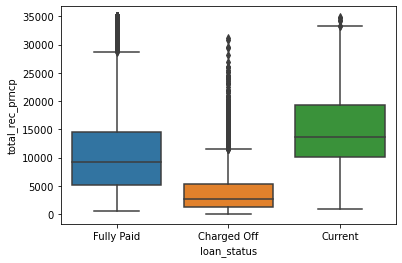 35000
30000
25000
20000
15000
10000
5000
0
total_rec_prncp
Fully Paid
Charged Off
Current
loan_status